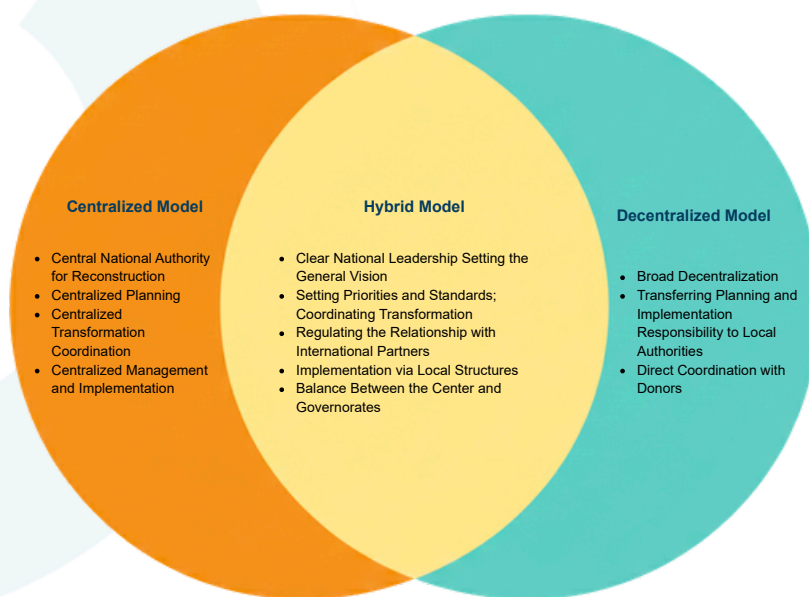 Centralized Model
• Central National Authority
for Reconstruction
• Centralized Planning
• Centralized
Transformation
Coordination
• Centralized Management
and Implementation
Hybrid Model
• Clear National Leadership Setting the
General Vision
• Setting Priorities and Standards;
Coordinating Transformation
• Regulating the Relationship with
International Partners
• Implementation via Local Structures
• Balance Between the Center and
Governorates
Decentralized Model
• Broad Decentralization
• Transferring Planning and
Implementation
Responsibility to Local
Authorities
• Direct Coordination with
Donors